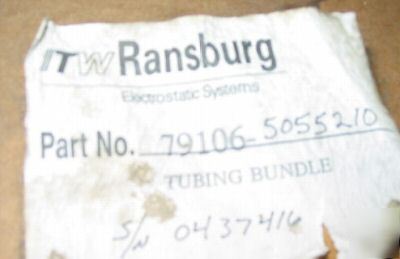 ITW Ransburg
Electrostatic Systems
Part No. 79106-5055210
TUBING BUNDLE
S/N 0437416